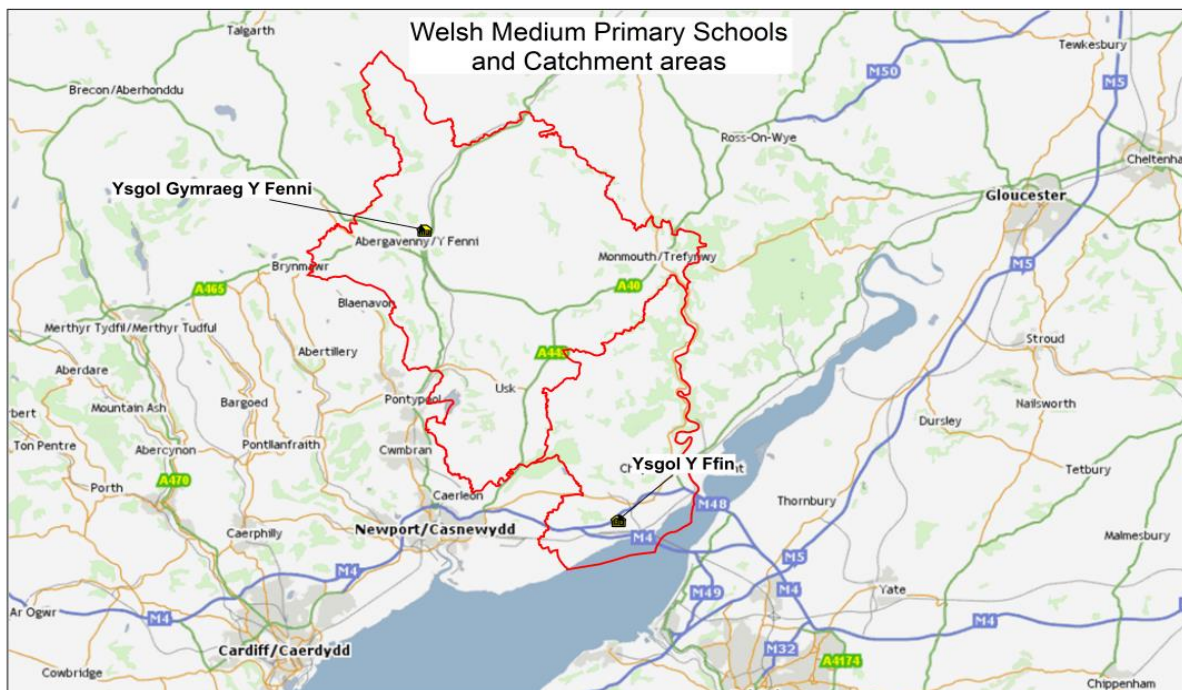 Welsh Medium Primary Schools
and Catchment areas
Talgarth
Tewkesbury
M50
M5
Brecon/Aberhonddu
Ross-On-Wye
Cheltenha
Ysgol Gymraeg Y Fenni
Gloucester
Abergavenny/Y Fenni
Monmouth/Trefynwy
M5
Brynmawr
A465
A40
Blaenavon
Merthyr Tydfil/Merthyr Tudful
Stroud
Abertillery
A44
Aberdare
Usk
Nailsworth
Mountain Ash
Bargoed
Pontypool
Dursley
Ton Pentre
Pontllanfraith
Abercynon
Cwmbran
Ysgol Y Ffin
Tetbury
A470
Porth
Caerleon
Thornbury
M48
Newport/Casnewydd
Caerphilly
M4
Malmesbury
M5
M4
M4
M49
Yate
Ar Ogwr
M4
M4
Cardiff/Caerdydd
M32
A4174
Cowbridge
Chippenham